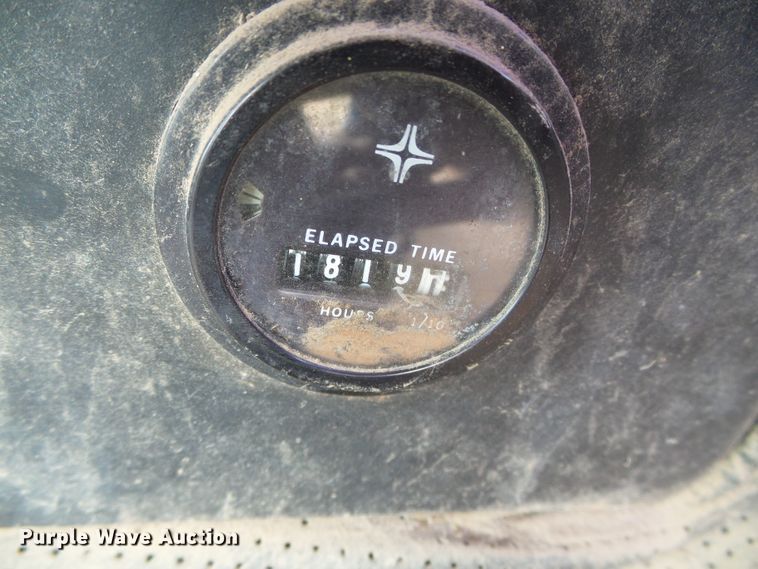 ELAPSED TIME
1819
HOURS 1/10
Purple Wave Auction